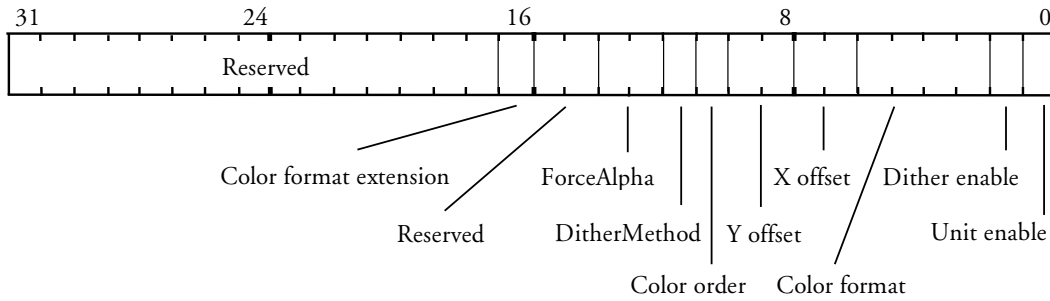 31 24 16 8 0
Reserved
Color format extension ForceAlpha X offset Dither enable
Reserved DitherMethod Y offset Unit enable
Color order Color format